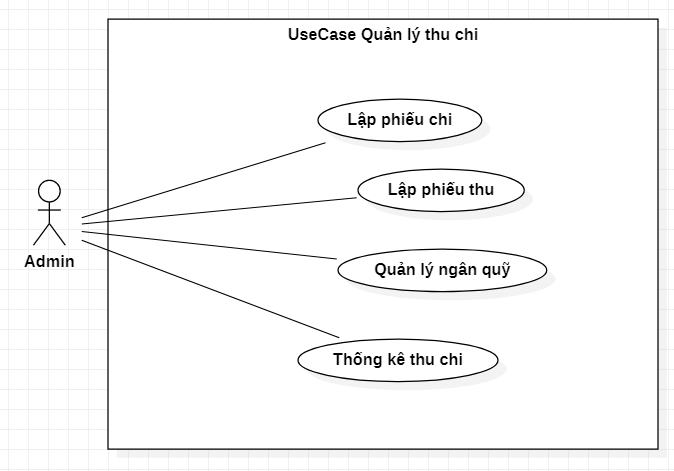 UseCase Quản lý thu chi
Lập phiếu chi
Lập phiếu thu
Admin
Quản lý ngân quỹ
Thống kê thu chi